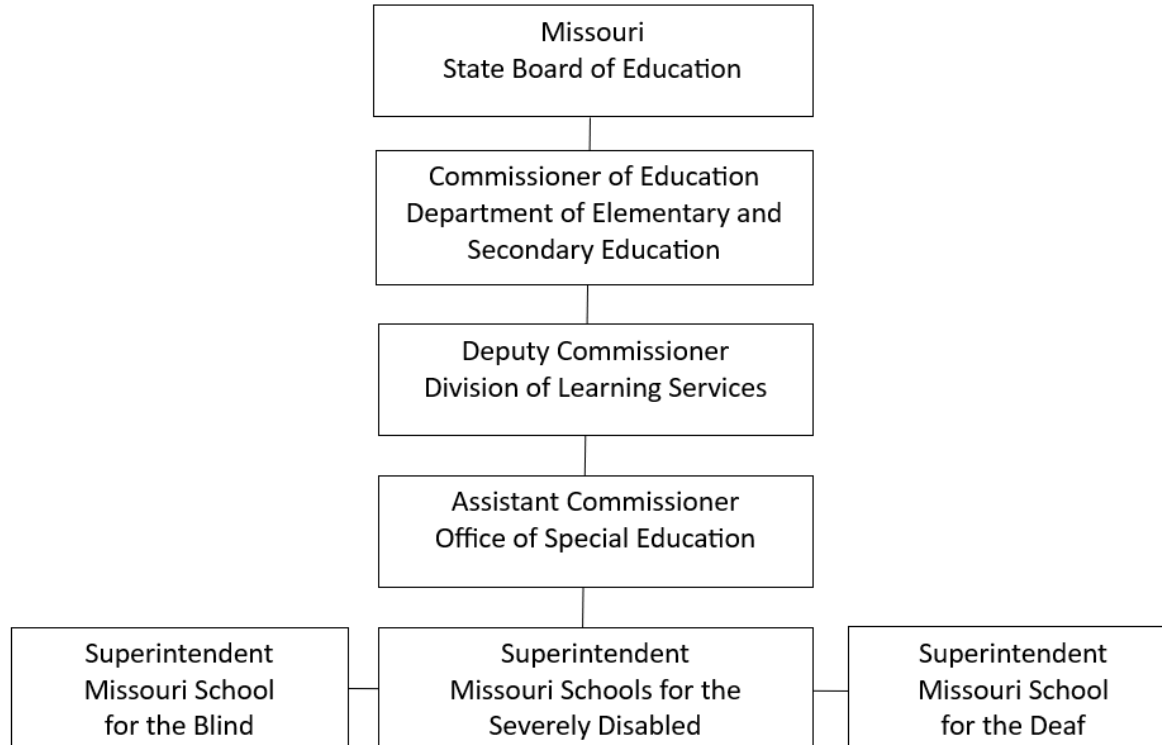 Missouri
State Board of Education
Commissioner of Education
Department of Elementary and
Secondary Education
Deputy Commissioner
Division of Learning Services
Assistant Commissioner
Office of Special Education
Superintendent
Missouri School
for the Blind
Superintendent
Missouri Schools for the
Severely Disabled
Superintendent
Missouri School
for the Deaf